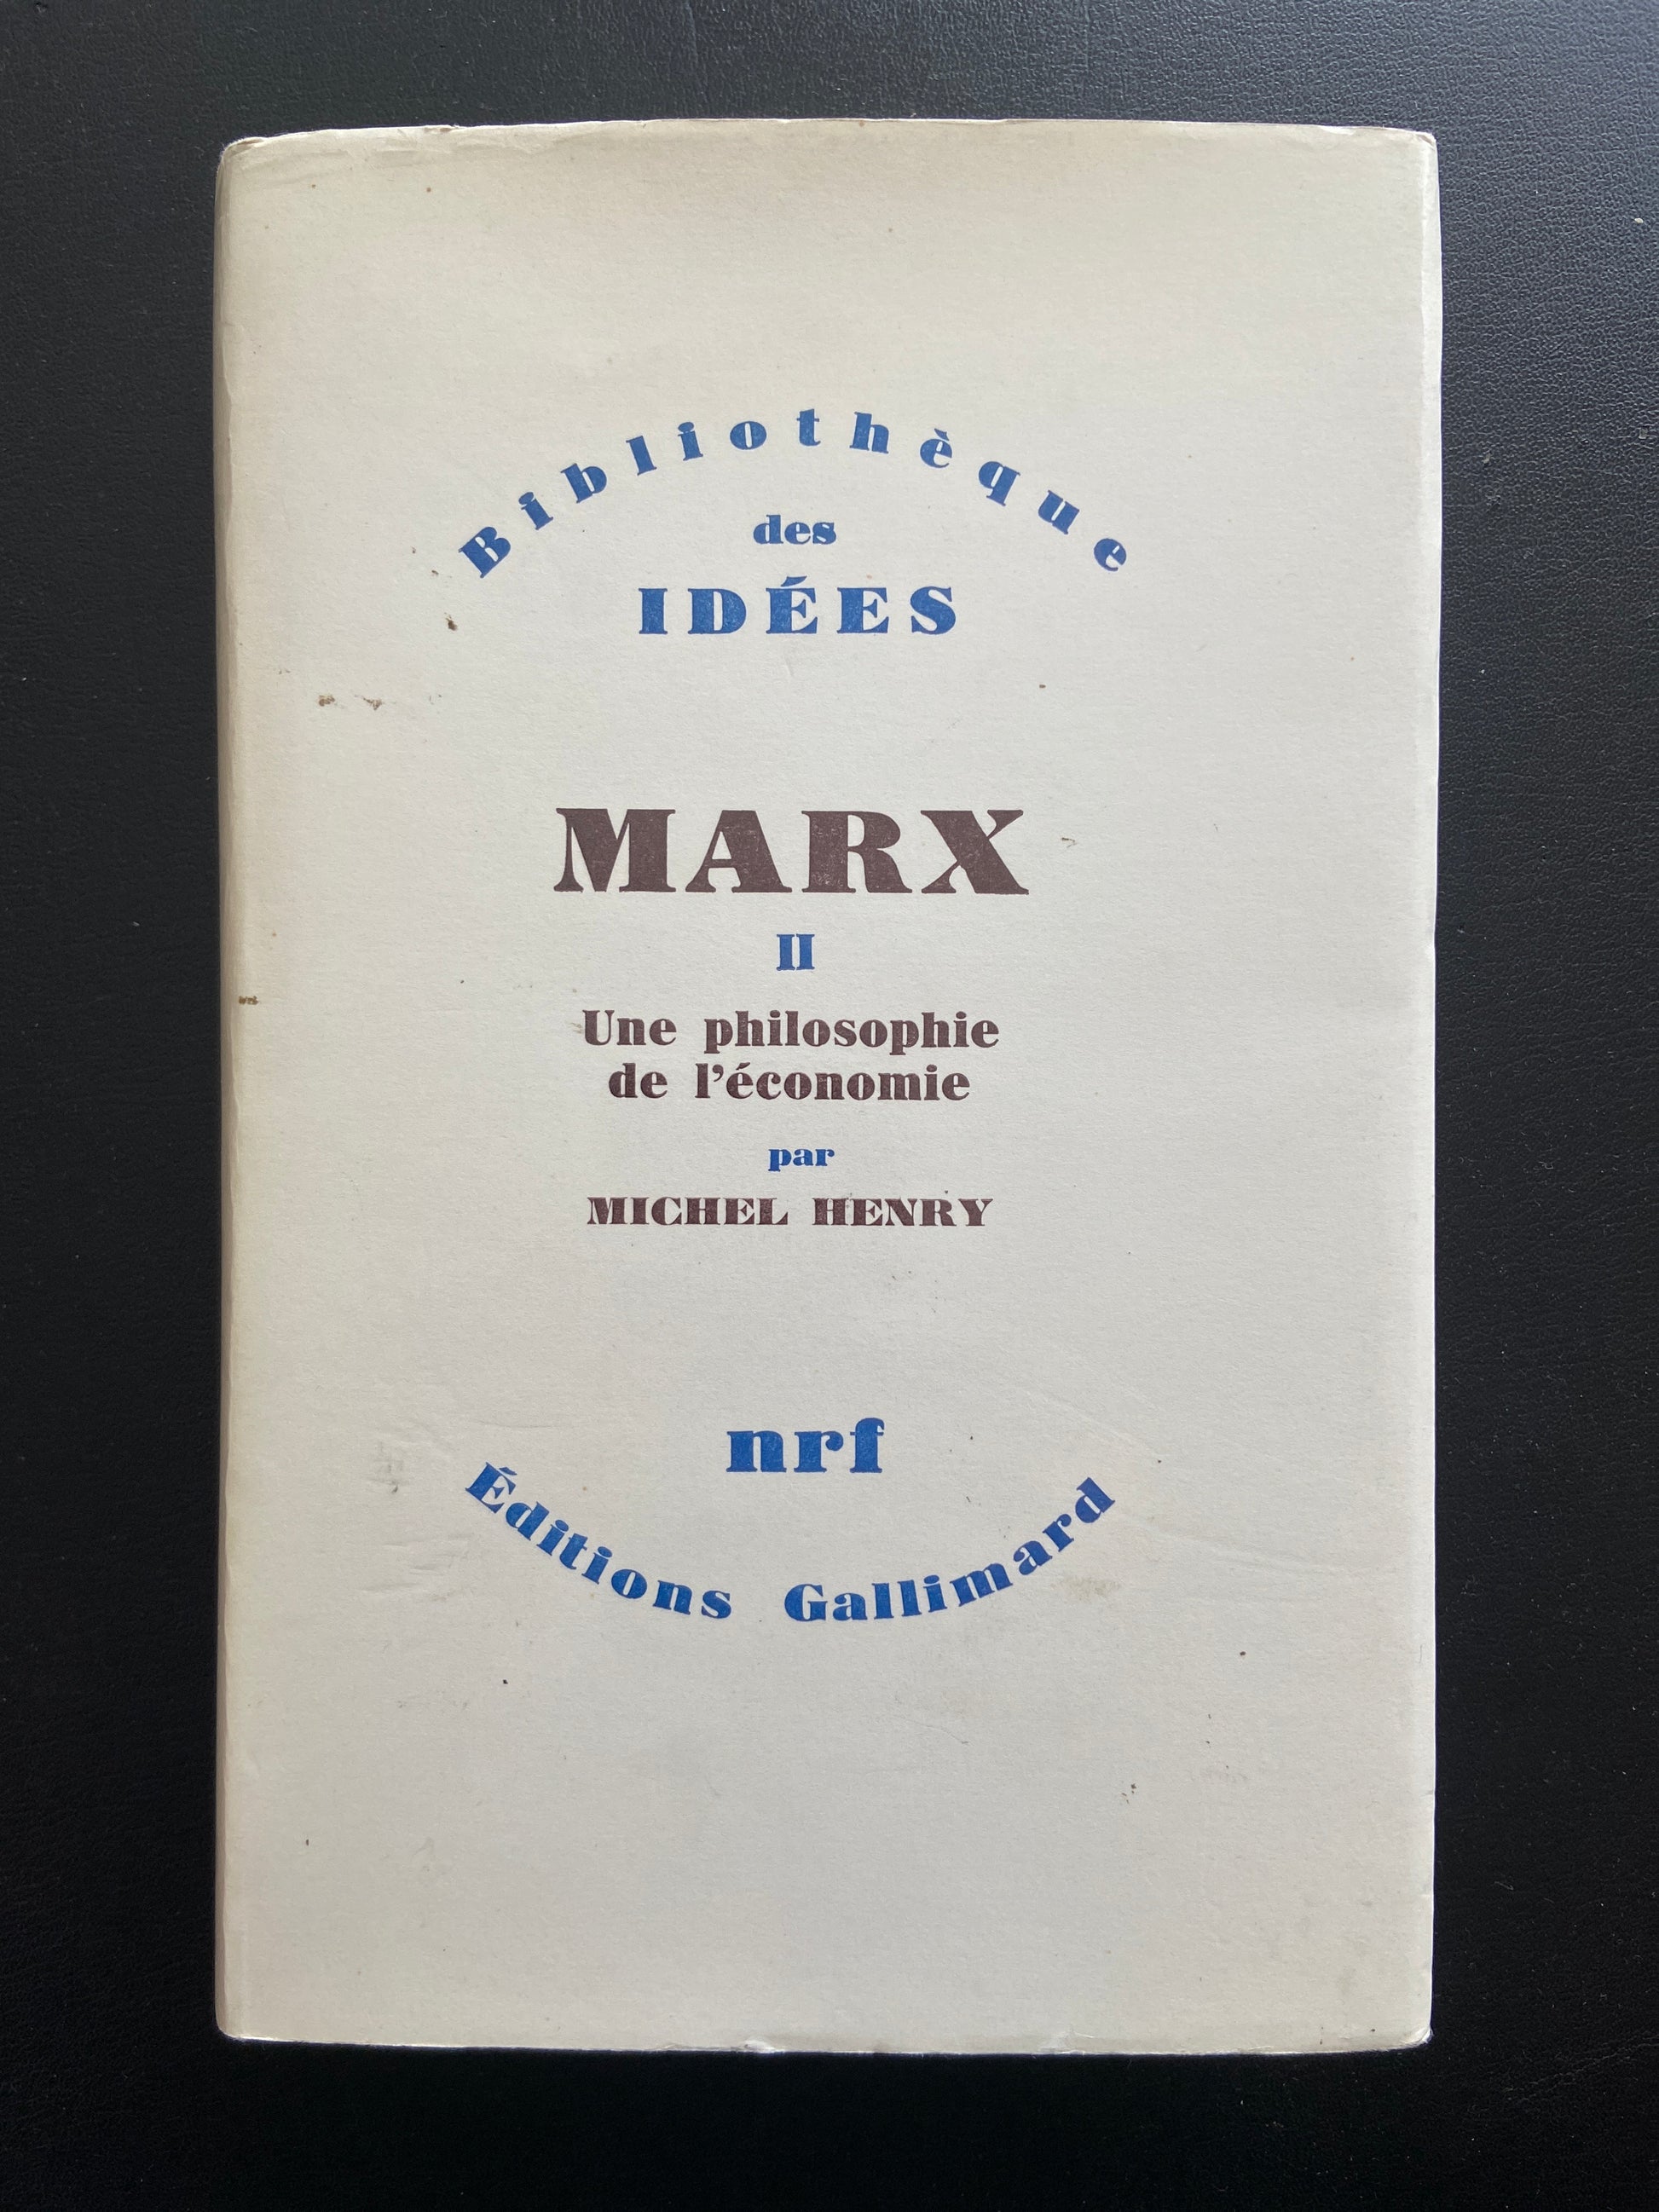 Bibliothèque
des
IDÉES
MARX
II
Une philosophie
de l'économie
par
MICHEL HENRY
nrf
Éditions Gallimard